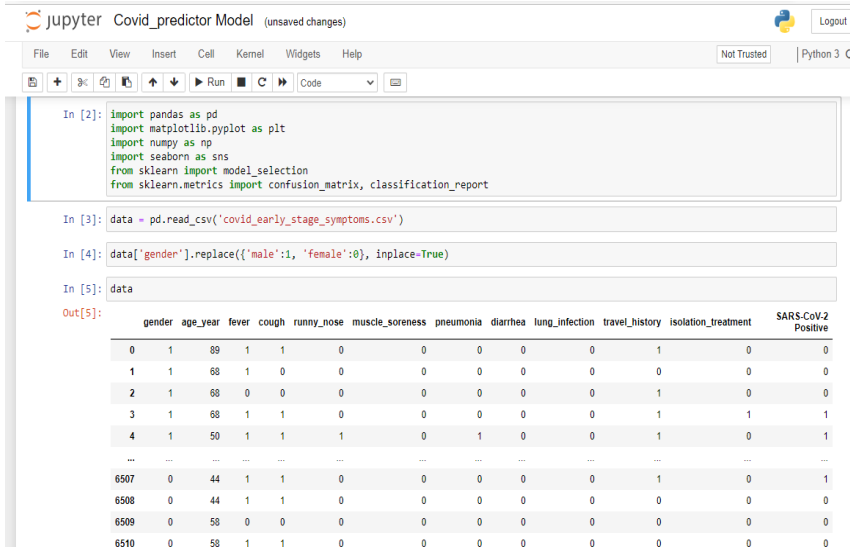 jupyter Covid_predictor Model (unsaved changes) Logout
File Edit View Insert Cell Kernel Widgets Help Not Trusted Python 3
Run Code
In [2]: import pandas as pd
import matplotlib.pyplot as plt
import numpy as np
import seaborn as sns
from sklearn import model_selection
from sklearn.metrics import confusion_matrix, classification_report
In [3]: data = pd.read_csv('covid_early_stage_symptoms.csv')
In [4]: data['gender'].replace({'male':1, 'female':0}, inplace=True)
In [5]: data
Out[5]:
gender age_year fever cough runny_nose muscle_soreness pneumonia diarrhea lung_infection travel_history isolation_treatment SARS-CoV-2 Positive
0 1 89 1 1 0 0 0 0 0 1 0 0
1 1 68 1 0 0 0 0 0 0 0 0 0
2 1 68 0 0 0 0 0 0 0 1 0 0
3 1 68 1 1 0 0 0 0 0 1 1 1
4 1 50 1 1 1 0 1 0 0 1 0 1
... ... ... ... ... ... ... ... ... ... ... ... ...
6507 0 44 1 1 0 0 0 0 0 1 0 1
6508 0 44 1 1 0 0 0 0 0 0 0 0
6509 0 58 0 0 0 0 0 0 0 0 0 0
6510 0 58 1 1 0 0 0 0 0 0 0 0